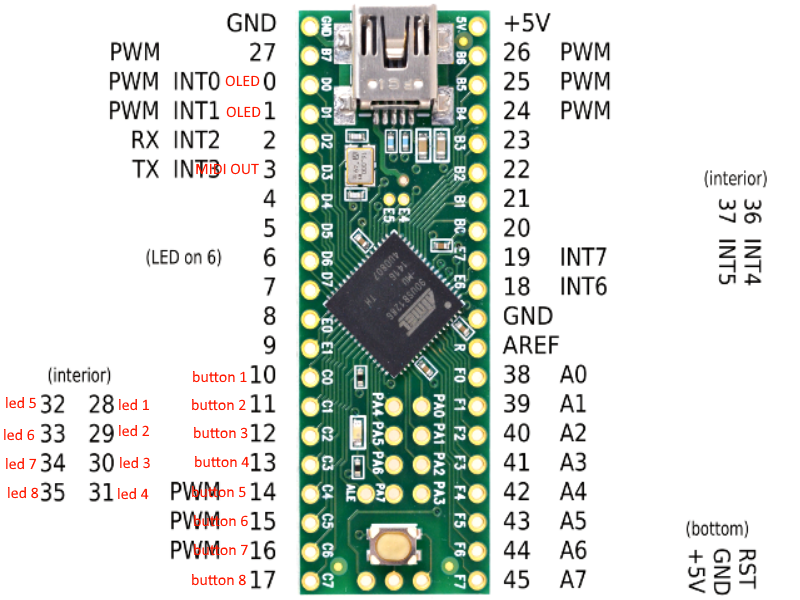 GND GND 5V +5V
PWM 27 B7 B6 26 PWM
PWM INT0 OLED 0 D0 B5 25 PWM
PWM INT1 OLED 1 D1 B4 24 PWM
RX INT2 2 D2 B3 23
TX INT3 MIDI OUT 3 D3 B2 22
4 D4 E5 E4 B1 21
5 D5 B0 20
(LED on 6) 6 D6 E7 19 INT7
7 D7 E6 18 INT6
8 E0 GND
9 E1 R AREF
ATMEL
90USB1286
-MU
1416 TH
(interior)
36 INT4
37 INT5
button 1 10 C0 F0 38 A0
button 2 11 C1 PA4 PA0 F1 39 A1
button 3 12 C2 PA5 PA1 F2 40 A2
button 4 13 C3 PA6 PA2 F3 41 A3
PWM button 5 14 C4 ALE PA7 PA3 F4 42 A4
PWM button 6 15 C5 F5 43 A5
PWM button 7 16 C6 F6 44 A6
button 8 17 C7 F7 45 A7
(interior)
led 5 32 28 led 1
led 6 33 29 led 2
led 7 34 30 led 3
led 8 35 31 led 4
(bottom)
RST
GND
+5V